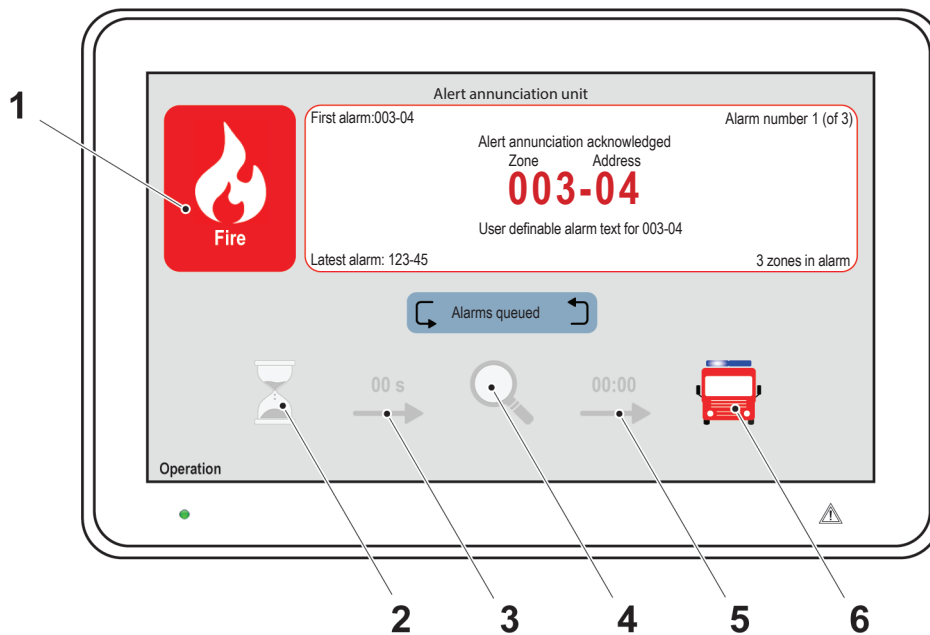 Alert annunciation unit
1
First alarm:003-04
Alarm number 1 (of 3)
Alert annunciation acknowledged
Zone Address
003-04
Fire
User definable alarm text for 003-04
Latest alarm: 123-45
3 zones in alarm
Alarms queued
00 s
00:00
Operation
2 3 4 5 6